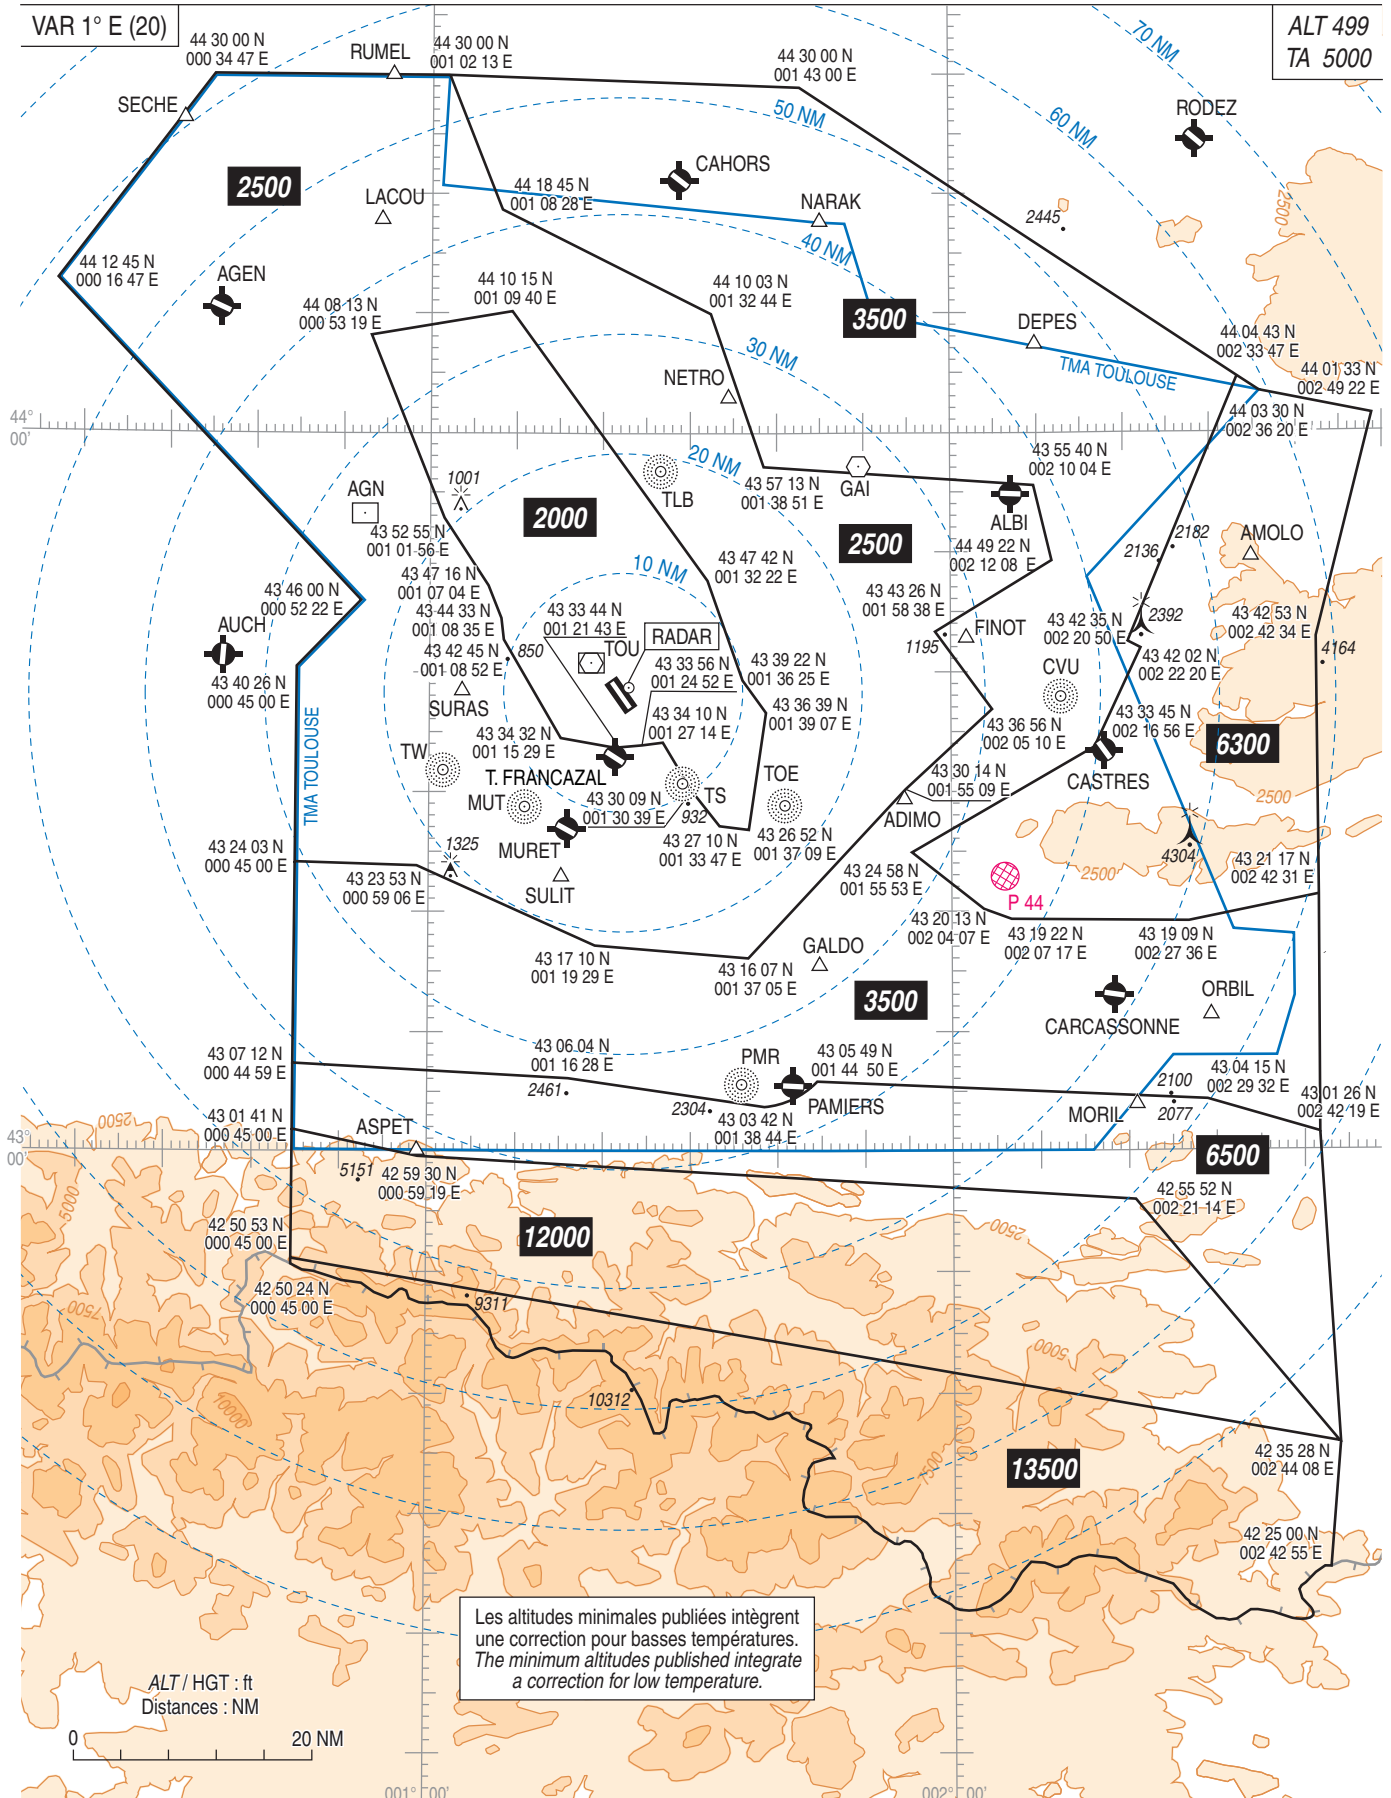 VAR 1° E (20)
ALT 499
TA 5000
70 NM
60 NM
50 NM
40 NM
30 NM
20 NM
10 NM
44 30 00 N
000 34 47 E
RUMEL
44 30 00 N
001 02 13 E
44 30 00 N
001 43 00 E
SECHE
RODEZ
CAHORS
2500
LACOU
44 18 45 N
001 08 28 E
NARAK
2445
2500
44 12 45 N
000 16 47 E
AGEN
44 10 15 N
001 09 40 E
44 10 03 N
001 32 44 E
44 08 13 N
000 53 19 E
3500
DEPES
44 04 43 N
002 33 47 E
TMA TOULOUSE
44 01 33 N
002 49 22 E
NETRO
44 03 30 N
002 36 20 E
44°
00'
43 55 40 N
002 10 04 E
AGN
1001
TLB
43 57 13 N
001 38 51 E
GAI
2000
ALBI
43 52 55 N
001 01 56 E
2500
44 49 22 N
002 12 08 E
2182
2136
AMOLO
43 47 42 N
001 32 22 E
43 47 16 N
001 07 04 E
43 46 00 N
000 52 22 E
43 43 26 N
001 58 38 E
43 44 33 N
001 08 35 E
43 33 44 N
001 21 43 E
RADAR
TOU
FINOT
43 42 35 N
002 20 50 E
2392
43 42 53 N
002 42 34 E
AUCH
43 42 45 N
001 08 52 E
850
1195
4164
43 33 56 N
001 24 52 E
43 39 22 N
001 36 25 E
CVU
43 42 02 N
002 22 20 E
43 40 26 N
000 45 00 E
SURAS
43 36 39 N
001 39 07 E
43 34 10 N
001 27 14 E
43 33 45 N
002 16 56 E
43 34 32 N
001 15 29 E
43 36 56 N
002 05 10 E
6300
TMA TOULOUSE
TW
T. FRANCAZAL
TOE
43 30 14 N
001 55 09 E
CASTRES
MUT
43 30 09 N
001 30 39 E
TS
932
ADIMO
2500
1325
MURET
43 27 10 N
001 33 47 E
43 26 52 N
001 37 09 E
43 24 03 N
000 45 00 E
4304
43 21 17 N
002 42 31 E
43 23 53 N
000 59 06 E
SULIT
43 24 58 N
001 55 53 E
2500
P 44
43 20 13 N
002 04 07 E
43 19 22 N
002 07 17 E
43 19 09 N
002 27 36 E
43 17 10 N
001 19 29 E
GALDO
43 16 07 N
001 37 05 E
3500
ORBIL
CARCASSONNE
43 07 12 N
000 44 59 E
43 06 04 N
001 16 28 E
PMR
43 05 49 N
001 44 50 E
43 04 15 N
002 29 32 E
2461
2304
43 03 42 N
001 38 44 E
PAMIERS
MORIL
2100
2077
43 01 26 N
002 42 19 E
2500
43 01 41 N
000 45 00 E
ASPET
43°
00'
6500
5151
42 59 30 N
000 59 19 E
42 55 52 N
002 21 14 E
5000
42 50 53 N
000 45 00 E
12000
2500
42 50 24 N
000 45 00 E
7500
9311
5000
10000
10312
7500
13500
42 35 28 N
002 44 08 E
42 25 00 N
002 42 55 E
Les altitudes minimales publiées intègrent
une correction pour basses températures.
The minimum altitudes published integrate
a correction for low temperature.
ALT / HGT : ft
Distances : NM
0
20 NM
001° 00'
002° 00'